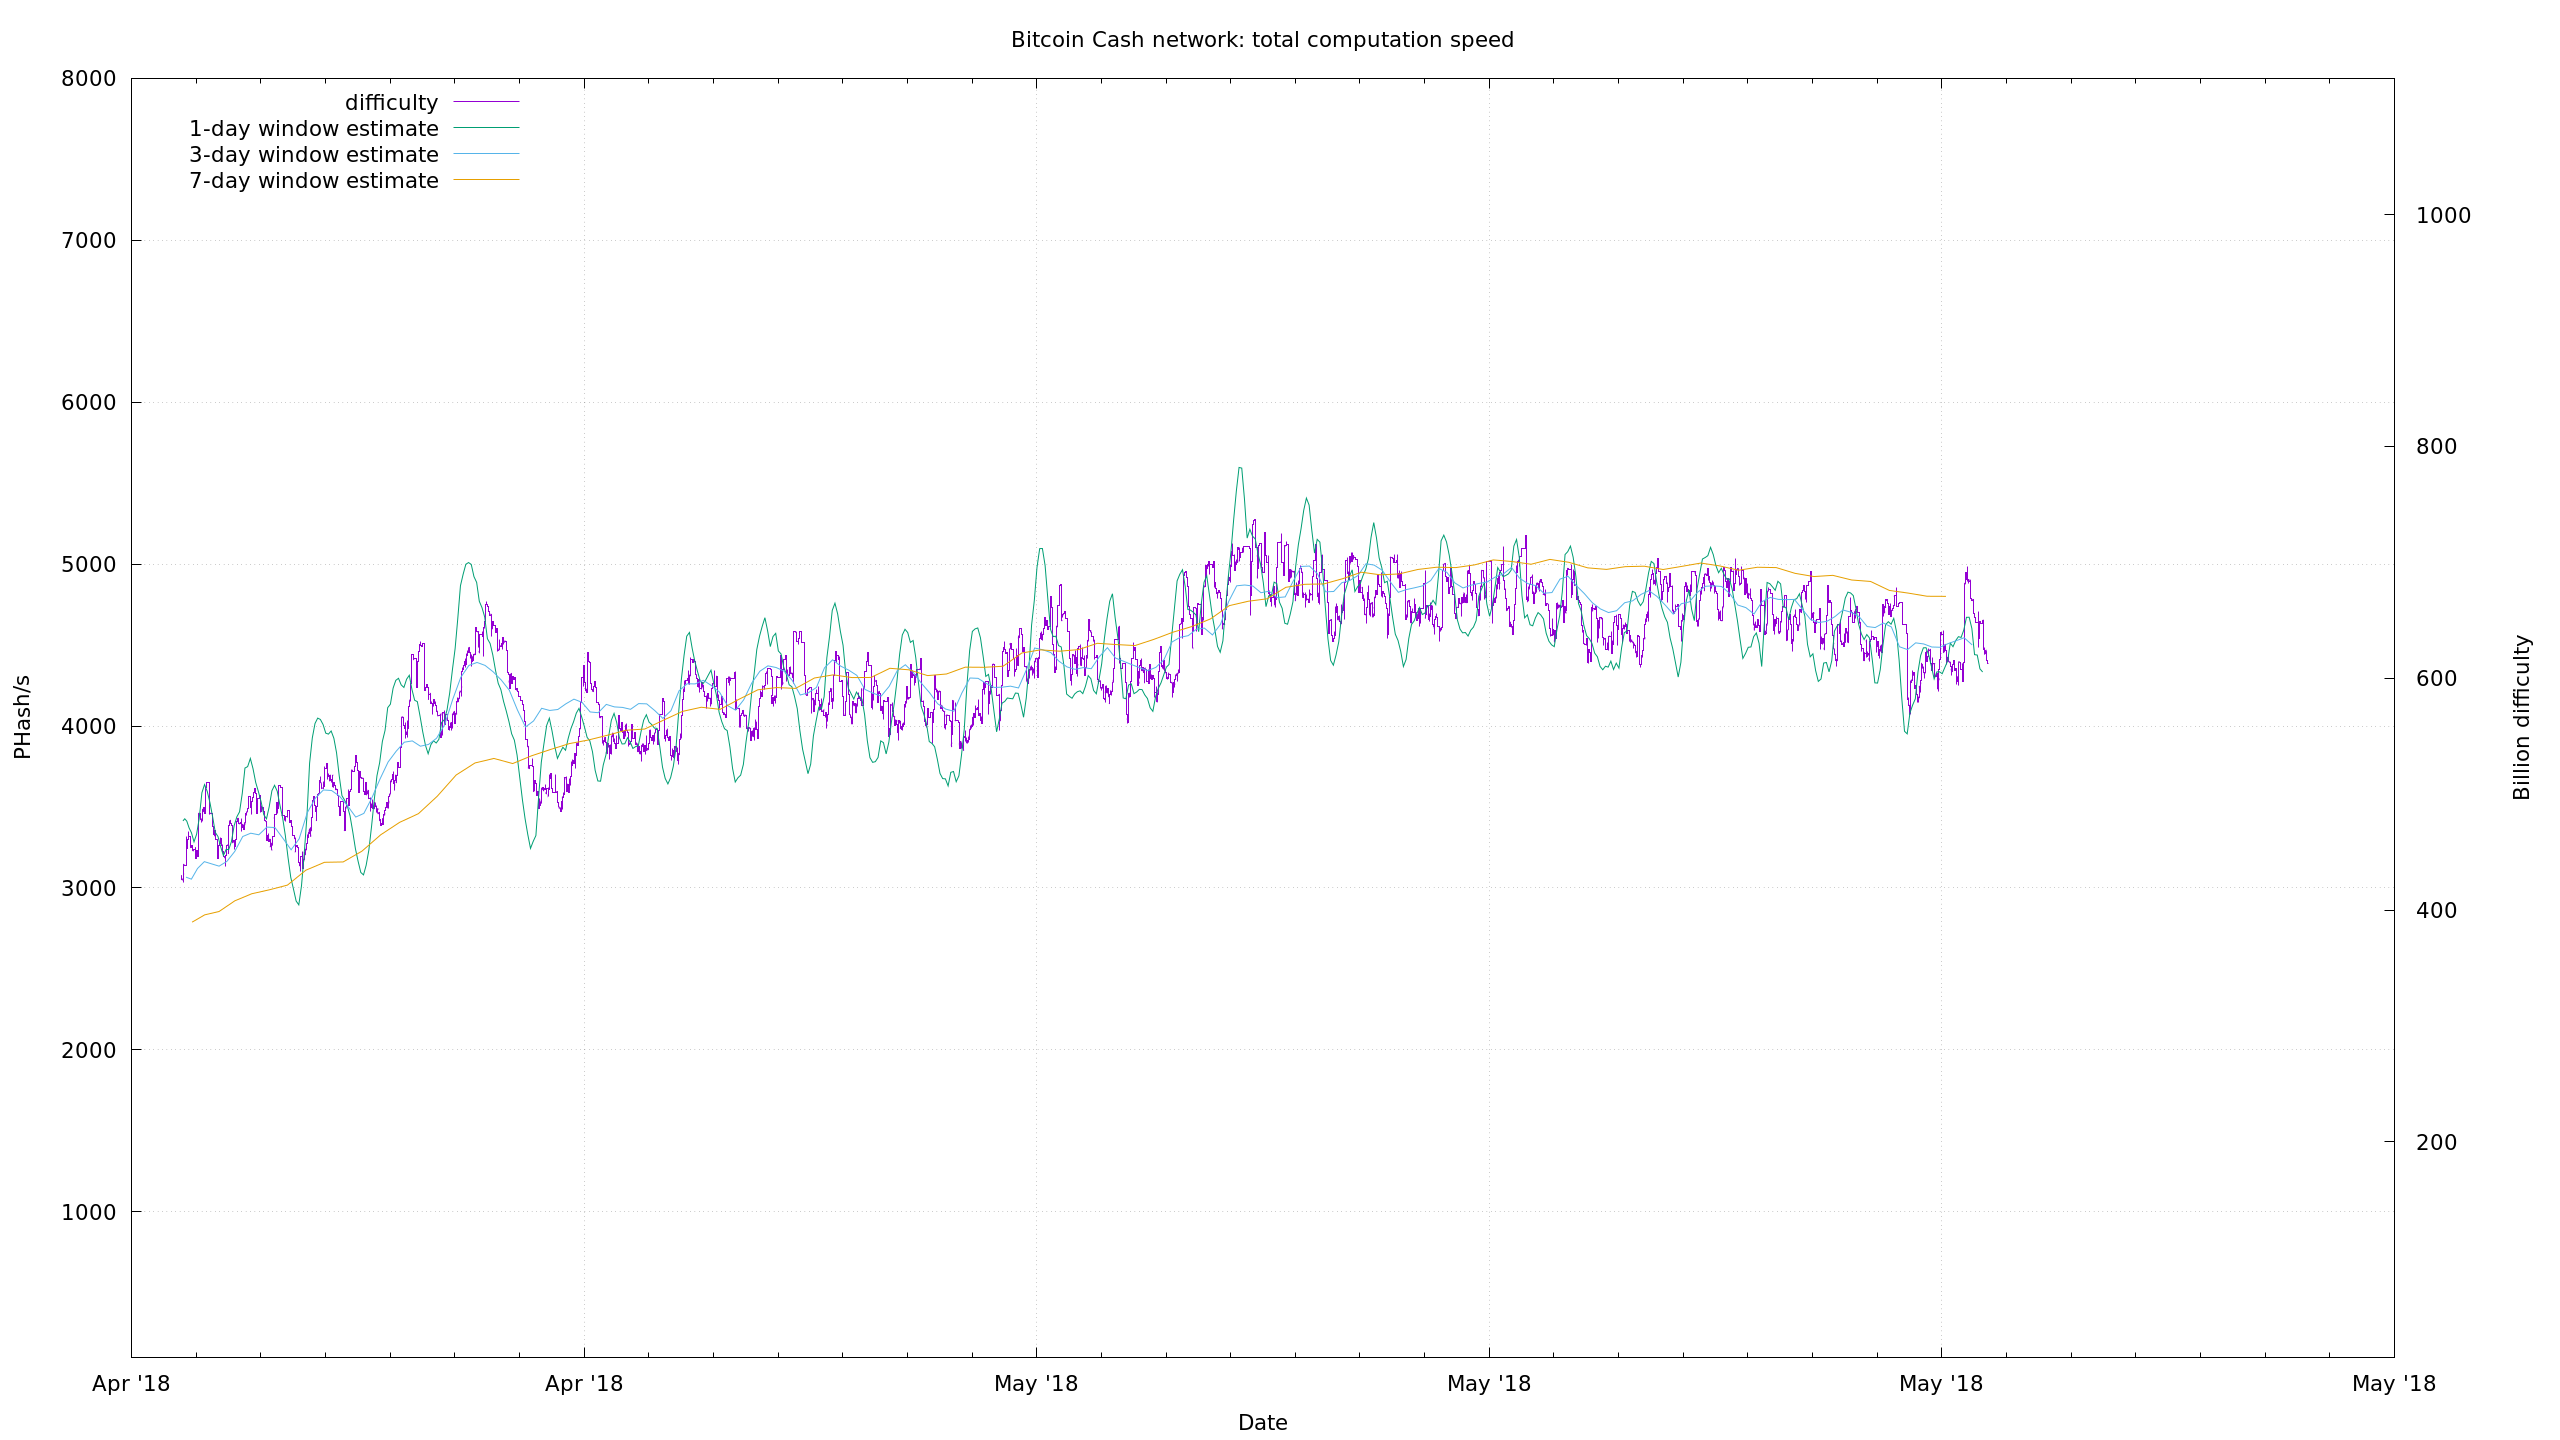 Bitcoin Cash network: total computation speed
difficulty
1-day window estimate
3-day window estimate
7-day window estimate
8000
7000
6000
5000
4000
3000
2000
1000
PHash/s
1000
800
600
400
200
Billion difficulty
Apr '18 Apr '18 May '18 May '18 May '18 May '18
Date